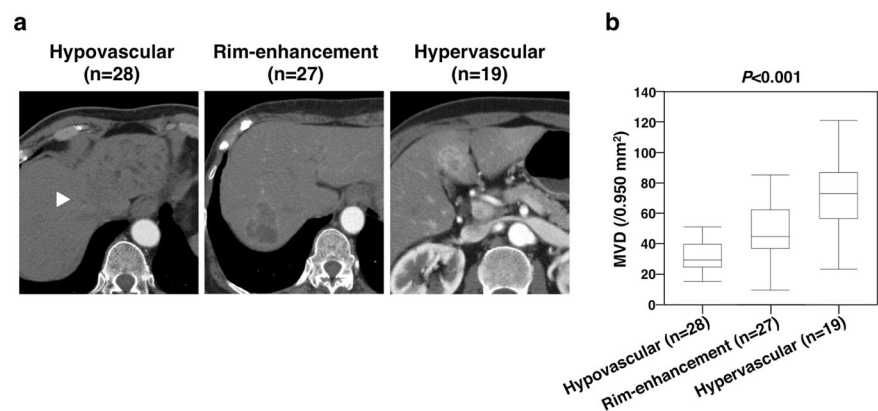 a
Hypovascular
(n=28)
Rim-enhancement
(n=27)
Hypervascular
(n=19)
b
P<0.001
MVD (/0.950 mm²)
140
120
100
80
60
40
20
0
Hypovascular (n=28)
Rim-enhancement (n=27)
Hypervascular (n=19)